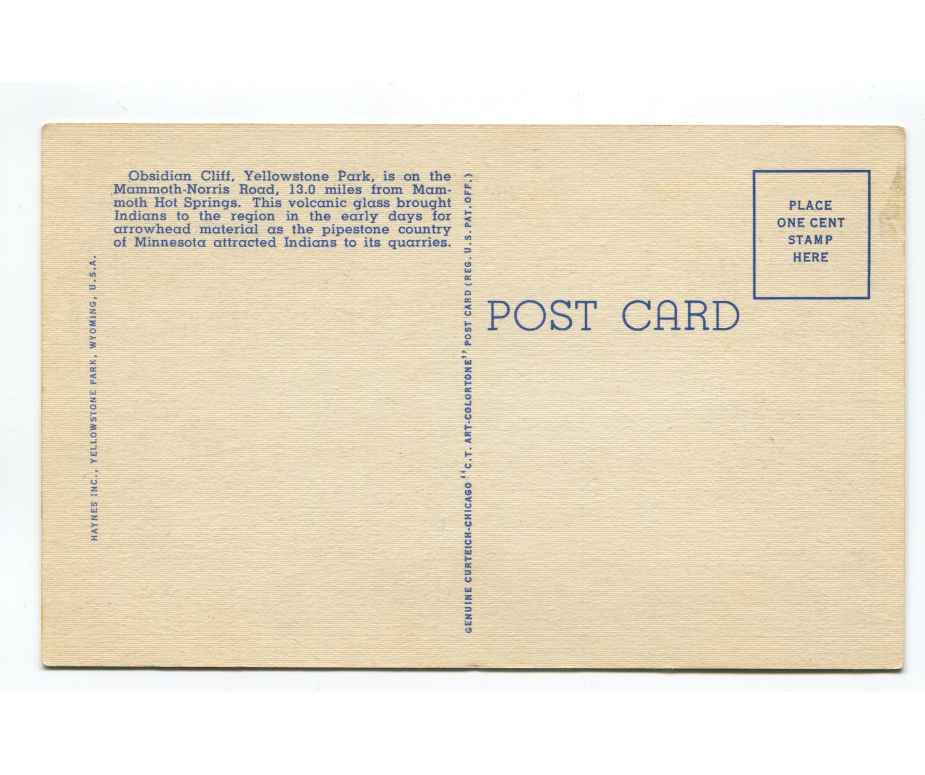 Obsidian Cliff, Yellowstone Park, is on the
Mammoth-Norris Road, 13.0 miles from Mam-
moth Hot Springs. This volcanic glass brought
Indians to the region in the early days for
arrowhead material as the pipestone country
of Minnesota attracted Indians to its quarries.
HAYNES INC., YELLOWSTONE PARK, WYOMING, U.S.A.
GENUINE CURTEICH-CHICAGO "C.T. ART-COLORTONE" POST CARD (REG. U.S. PAT. OFF.)
POST CARD
PLACE
ONE CENT
STAMP
HERE